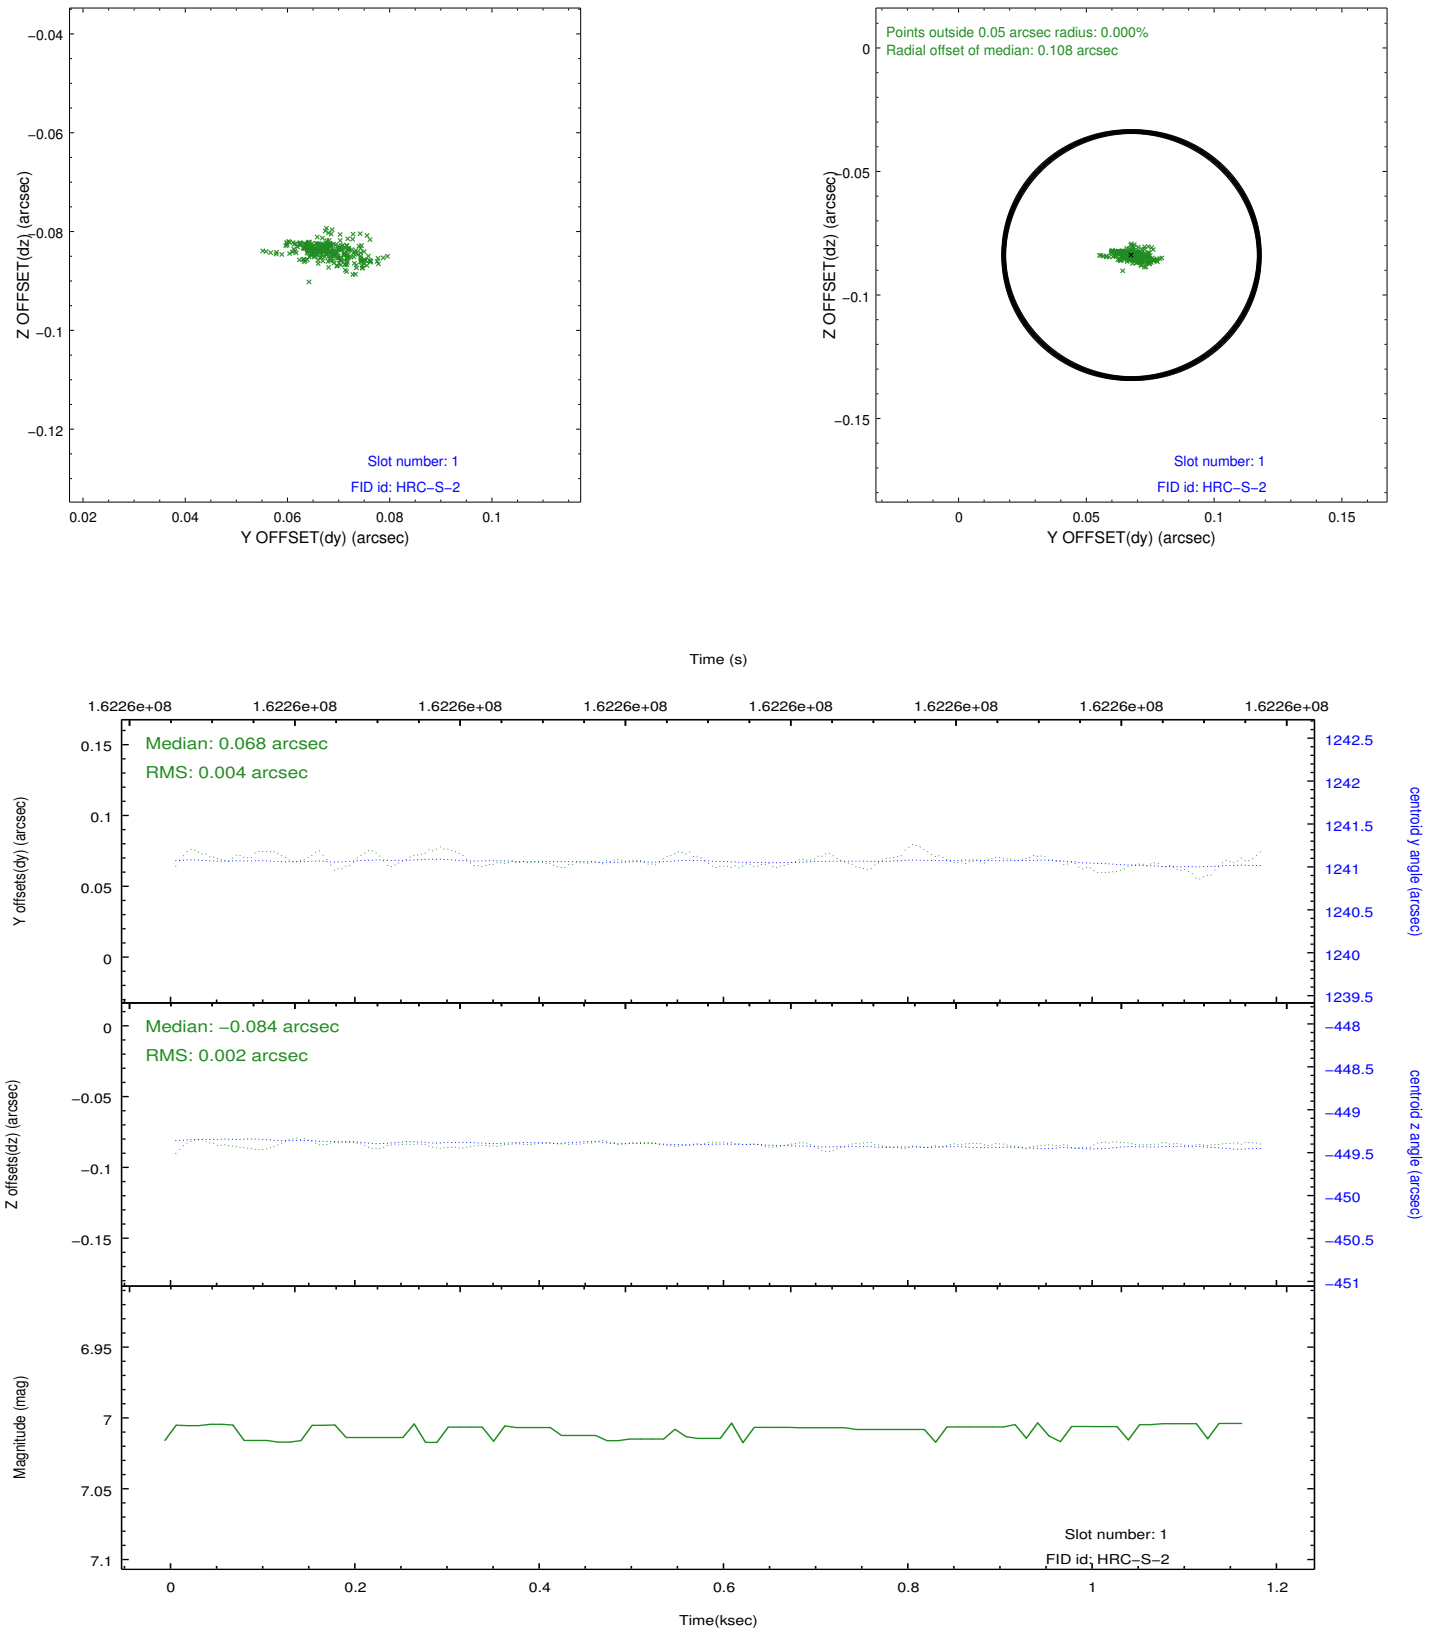 −0.04
−0.06
−0.08
−0.1
−0.12
Z OFFSET(dz) (arcsec)
Slot number: 1
FID id: HRC−S−2
0.02 0.04 0.06 0.08 0.1
Y OFFSET(dy) (arcsec)
Points outside 0.05 arcsec radius: 0.000%
Radial offset of median: 0.108 arcsec
0
−0.05
−0.1
−0.15
Z OFFSET(dz) (arcsec)
Slot number: 1
FID id: HRC−S−2
0 0.05 0.1 0.15
Y OFFSET(dy) (arcsec)
Time (s)
1.6226e+08 1.6226e+08 1.6226e+08 1.6226e+08 1.6226e+08 1.6226e+08 1.6226e+08 1.6226e+08
Median: 0.068 arcsec
RMS: 0.004 arcsec
0.15
0.1
0.05
0
Y offsets(dy) (arcsec)
1242.5
1242
1241.5
1241
1240.5
1240
1239.5
centroid y angle (arcsec)
Median: −0.084 arcsec
RMS: 0.002 arcsec
0
−0.05
−0.1
−0.15
Z offsets(dz) (arcsec)
−448
−448.5
−449
−449.5
−450
−450.5
−451
centroid z angle (arcsec)
6.95
7
7.05
7.1
Magnitude (mag)
Slot number: 1
FID id: HRC−S−2
0 0.2 0.4 0.6 0.8 1 1.2
Time(ksec)